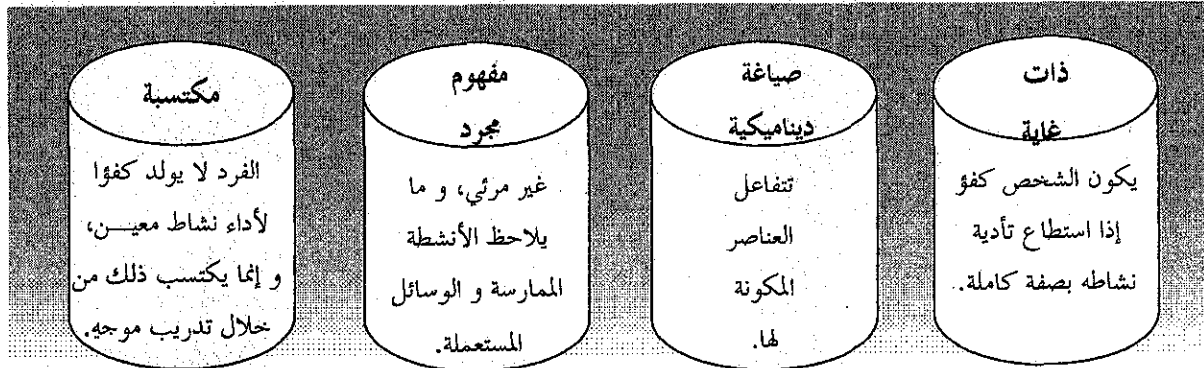 ذات
غاية
يكون الشخص كفؤ
إذا استطاع تأدية
نشاطه بصفة كاملة.
صياغة
ديناميكية
تتفاعل
العناصر
المكونة
لها.
مفهوم
مجرد
غير مرئي، و ما
يلاحظ الأنشطة
الممارسة و الوسائل
المستعملة.
مكتسبة
الفرد لا يولد كفؤا
لأداء نشاط معيـــن،
و إنما يكتسب ذلك من
خلال تدريب موجه.